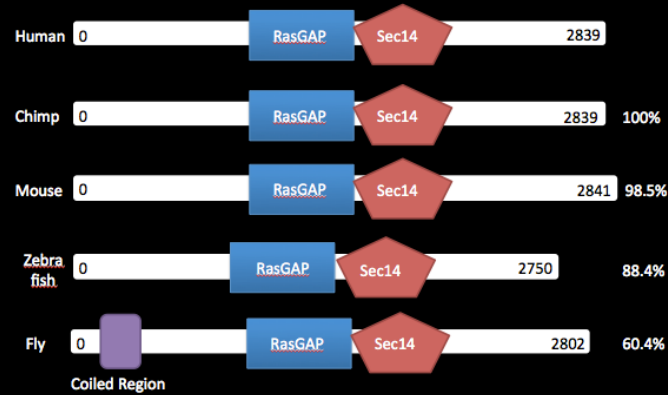 Human 0 RasGAP Sec14 2839
Chimp 0 RasGAP Sec14 2839 100%
Mouse 0 RasGAP Sec14 2841 98.5%
Zebra
fish 0 RasGAP Sec14 2750 88.4%
Fly 0 RasGAP Sec14 2802 60.4%
Coiled Region